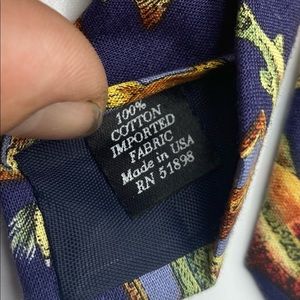 100%
COTTON
IMPORTED
FABRIC
Made in USA
RN 51898